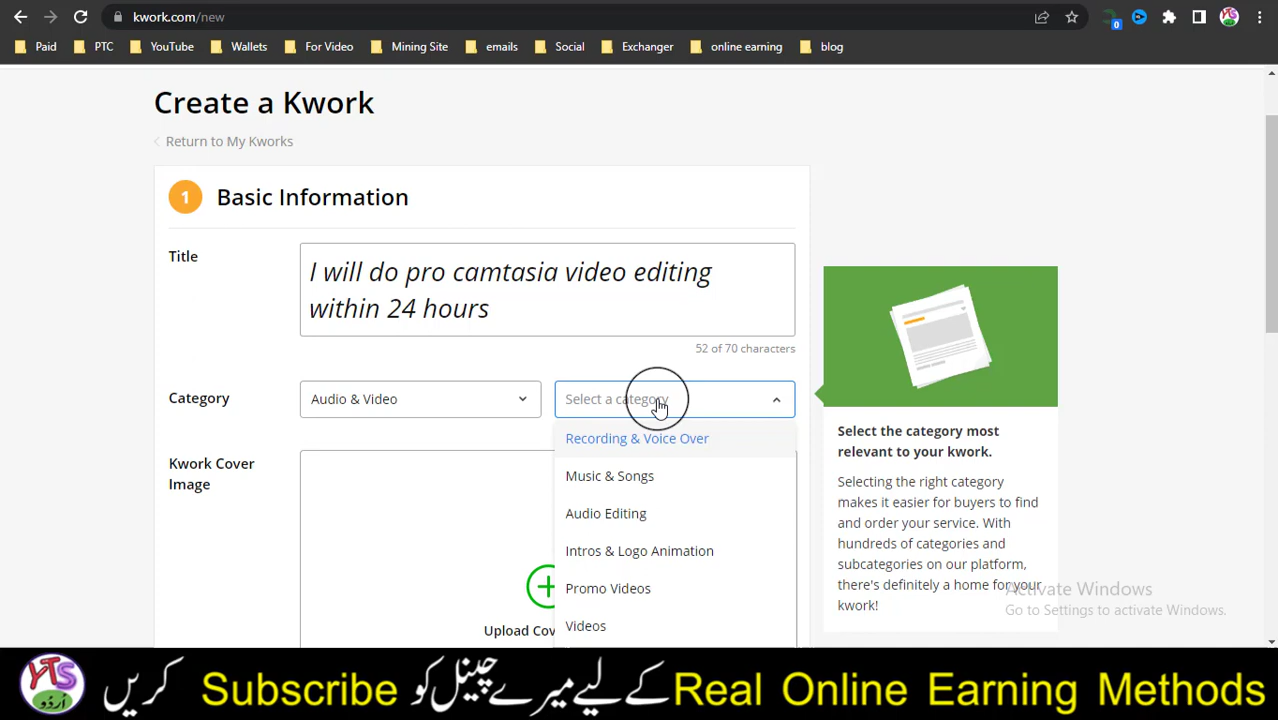 kwork.com/new
0
Paid PTC YouTube Wallets For Video Mining Site emails Social Exchanger online earning blog
Create a Kwork
Return to My Kworks
1 Basic Information
Title
I will do pro camtasia video editing
within 24 hours
52 of 70 characters
Category
Audio & Video
Select a category
Recording & Voice Over
Music & Songs
Audio Editing
Intros & Logo Animation
Promo Videos
Videos
Kwork Cover
Image
Upload Cov
Select the category most
relevant to your kwork.
Selecting the right category
makes it easier for buyers to find
and order your service. With
hundreds of categories and
subcategories on our platform,
there's definitely a home for your
kwork!
Activate Windows
Go to Settings to activate Windows.
YTS
اُردُو
Real Online Earning Methods کے لیے میرے چینل کو Subscribe کریں